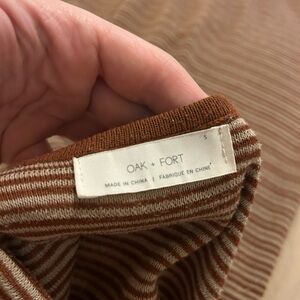 S
OAK + FORT
MADE IN CHINA | FABRIQUÉ EN CHINE